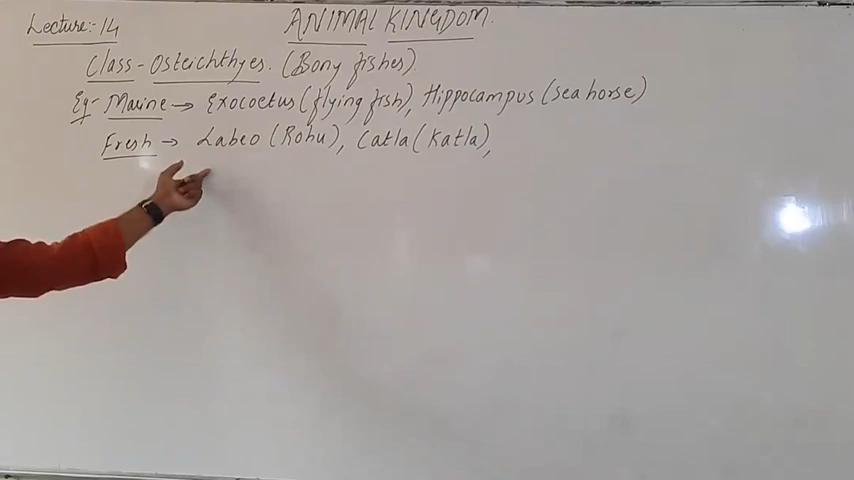 Lecture:- 14
ANIMAL KINGDOM.
Class - Osteichthyes. (Bony fishes).
Eg- Marine → Exocoetus (flying fish), Hippocampus (sea horse)
Fresh → Labeo (Rohu), Catla (Katla),